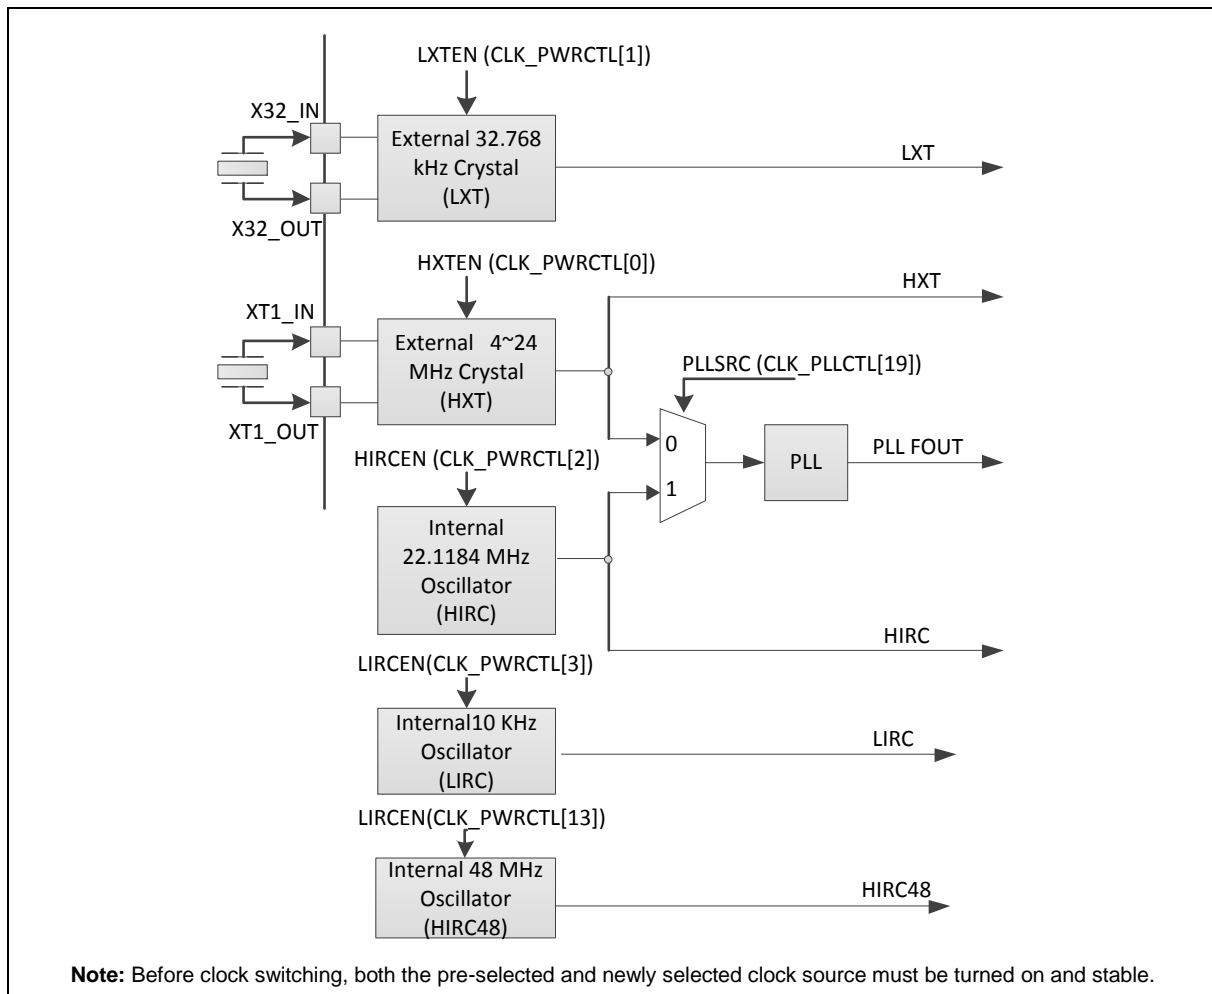 LXTEN (CLK_PWRCTL[1])
X32_IN
External 32.768
kHz Crystal
(LXT)
LXT
X32_OUT
HXTEN (CLK_PWRCTL[0])
HXT
XT1_IN
External 4~24
MHz Crystal
(HXT)
PLLSRC (CLK_PLLCTL[19])
XT1_OUT
0
1
PLL
PLL FOUT
HIRCEN (CLK_PWRCTL[2])
Internal
22.1184 MHz
Oscillator
(HIRC)
HIRC
LIRCEN(CLK_PWRCTL[3])
Internal10 KHz
Oscillator
(LIRC)
LIRC
LIRCEN(CLK_PWRCTL[13])
Internal 48 MHz
Oscillator
(HIRC48)
HIRC48
Note: Before clock switching, both the pre-selected and newly selected clock source must be turned on and stable.